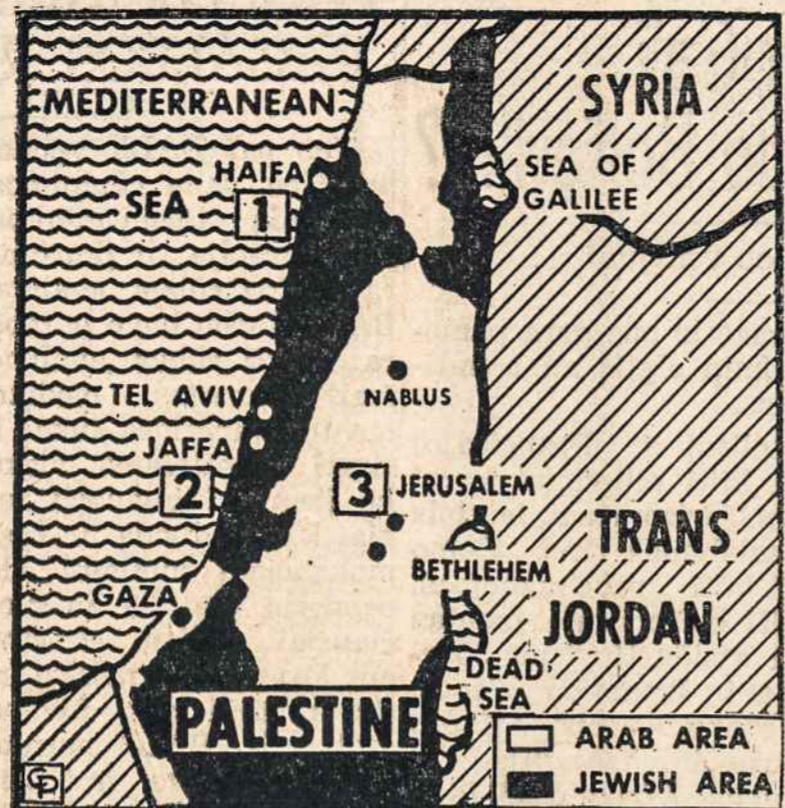 MEDITERRANEAN
SEA
SYRIA
HAIFA
1
SEA OF
GALILEE
TEL AVIV
JAFFA
2
NABLUS
3
JERUSALEM
BETHLEHEM
TRANS
JORDAN
GAZA
DEAD
SEA
PALESTINE
ARAB AREA
JEWISH AREA
CP